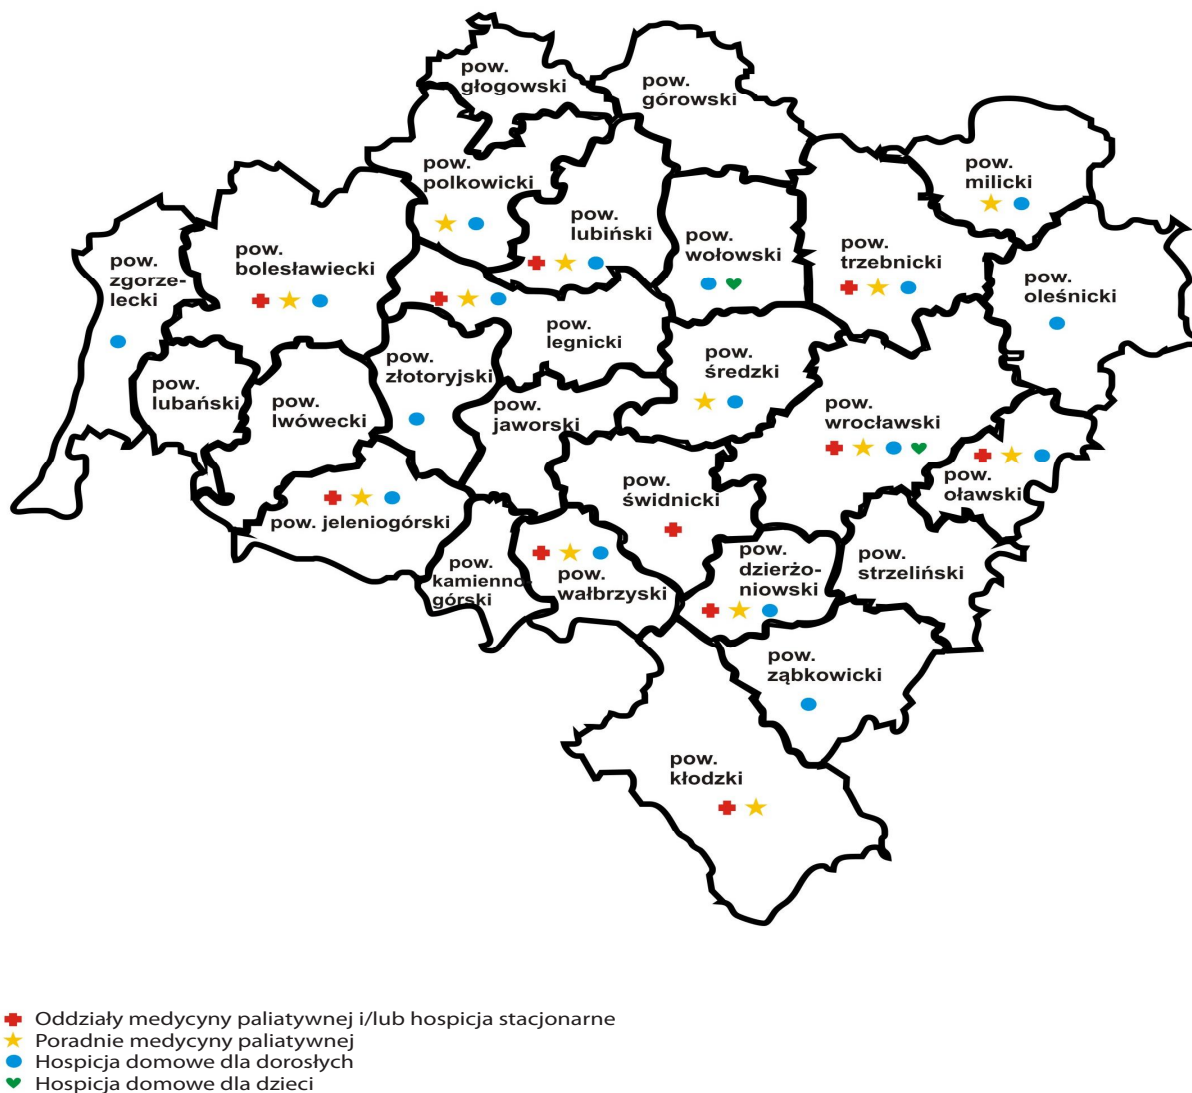 pow.
głogowski
pow.
górowski
pow.
polkowicki
pow.
milicki
pow.
lubiński
pow.
wołowski
pow.
trzebnicki
pow.
bolesławiecki
pow.
zgorze-
lecki
pow.
oleśnicki
pow.
legnicki
pow.
złotoryjski
pow.
średzki
pow.
lubański
pow.
lwówecki
pow.
jaworski
pow.
wrocławski
pow.
oławski
pow.
świdnicki
pow. jeleniogórski
pow.
kamienno-
górski
pow.
wałbrzyski
pow.
dzierżo-
niowski
pow.
strzeliński
pow.
ząbkowicki
pow.
kłodzki
Oddziały medycyny paliatywnej i/lub hospicja stacjonarne
Poradnie medycyny paliatywnej
Hospicja domowe dla dorosłych
Hospicja domowe dla dzieci